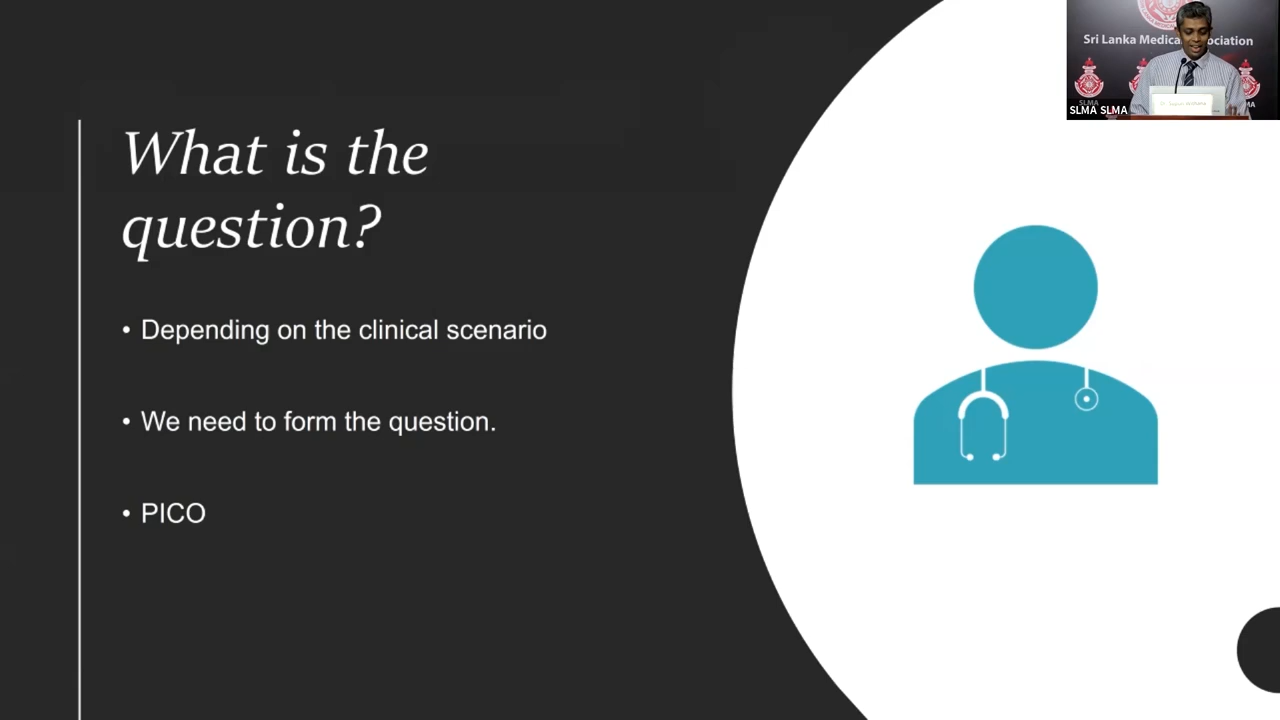 What is the
question?
• Depending on the clinical scenario
• We need to form the question.
• PICO
Sri Lanka Medical
SLMA SLMA